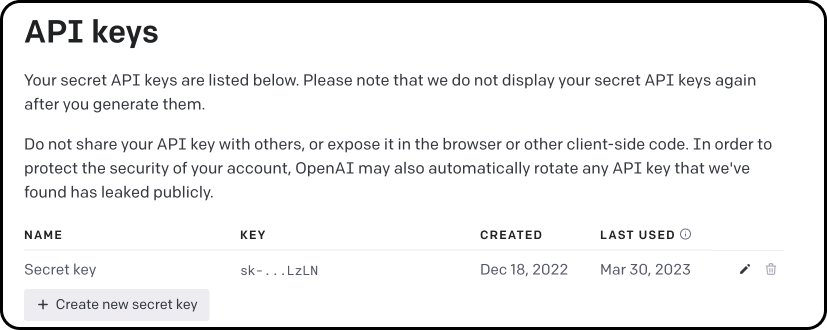 API keys
Your secret API keys are listed below. Please note that we do not display your secret API keys again
after you generate them.
Do not share your API key with others, or expose it in the browser or other client-side code. In order to
protect the security of your account, OpenAI may also automatically rotate any API key that we've
found has leaked publicly.
NAME KEY CREATED LAST USED
Secret key sk-...LzLN Dec 18, 2022 Mar 30, 2023
+ Create new secret key